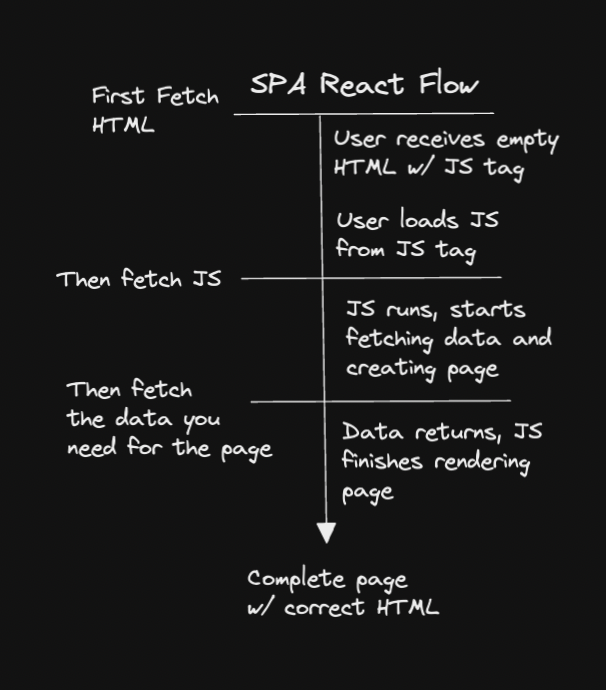 SPA React Flow
First Fetch
HTML
User receives empty
HTML w/ JS tag
User loads JS
from JS tag
Then fetch JS
JS runs, starts
fetching data and
creating page
Then fetch
the data you
need for the page
Data returns, JS
finishes rendering
page
Complete page
w/ correct HTML